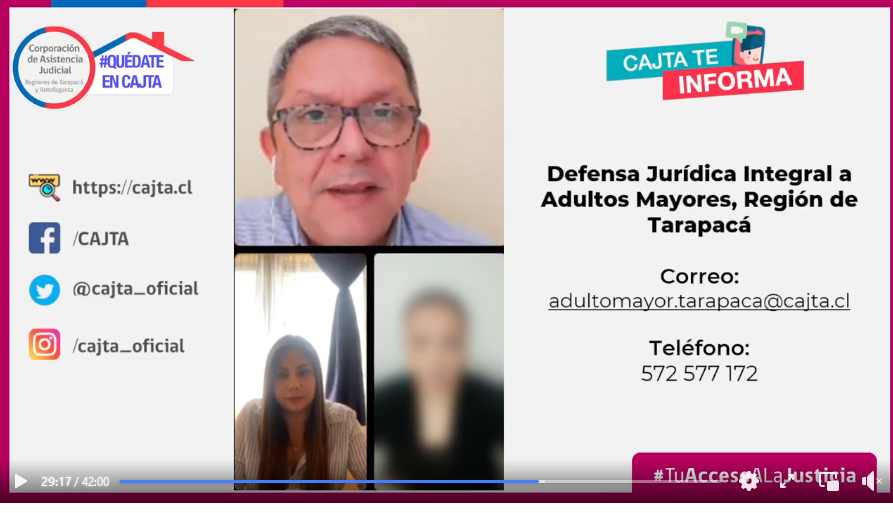 Corporación
de Asistencia
Judicial
Regiones de Tarapacá
y Antofagasta
#QUÉDATE
EN CAJTA
www
https://cajta.cl
/CAJTA
@cajta_oficial
/cajta_oficial
CAJTA TE
INFORMA
Defensa Jurídica Integral a
Adultos Mayores, Región de
Tarapacá
Correo:
adultomayor.tarapaca@cajta.cl
Teléfono:
572 577 172
#TuAccesoALaJusticia
29:17 / 42:00